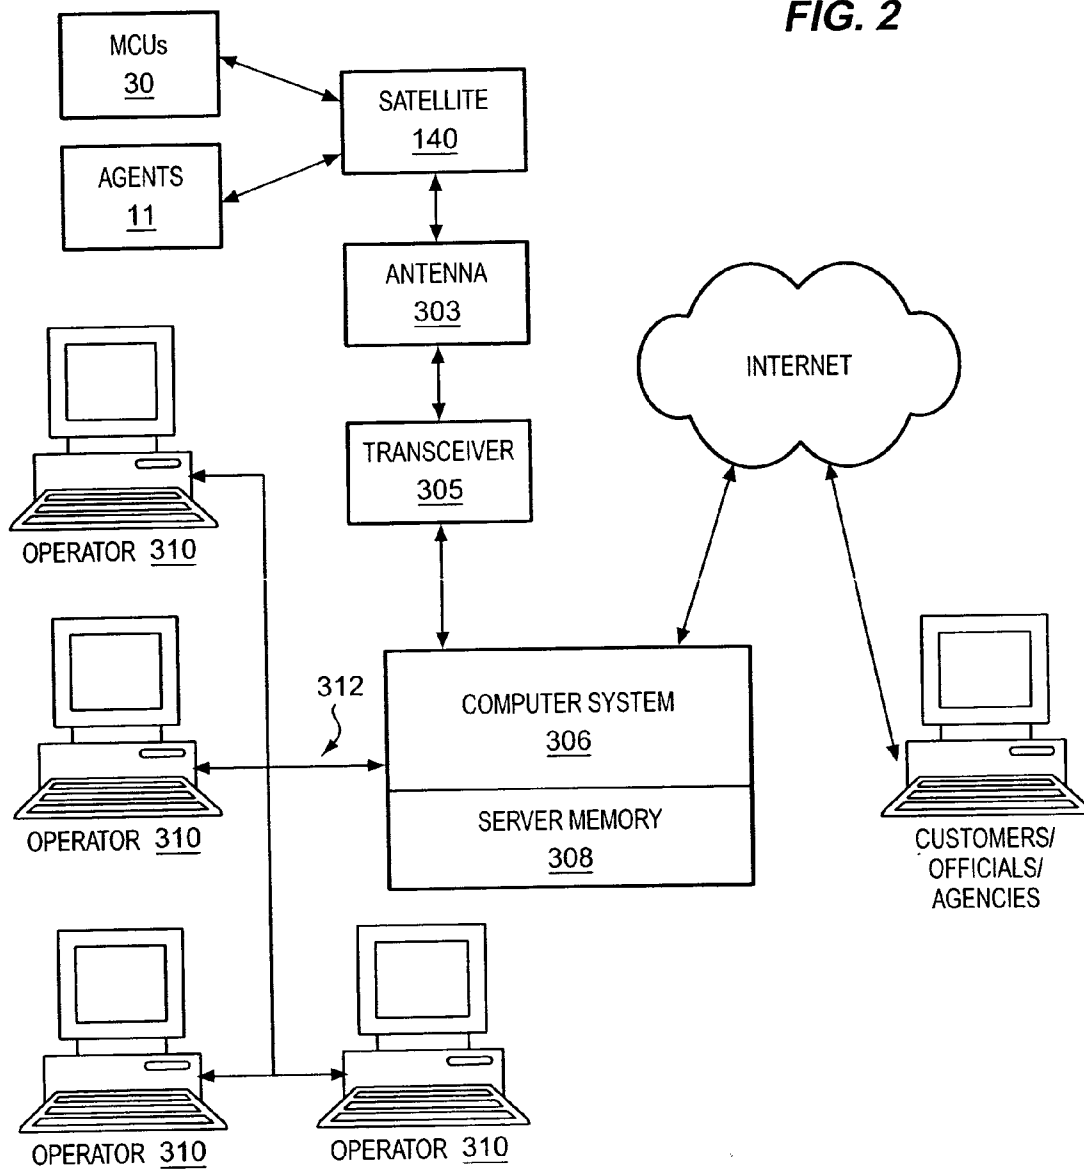 FIG. 2
MCUs
30
SATELLITE
140
AGENTS
11
ANTENNA
303
INTERNET
TRANSCEIVER
305
OPERATOR 310
312
COMPUTER SYSTEM
306
SERVER MEMORY
308
OPERATOR 310
CUSTOMERS/
OFFICIALS/
AGENCIES
OPERATOR 310
OPERATOR 310